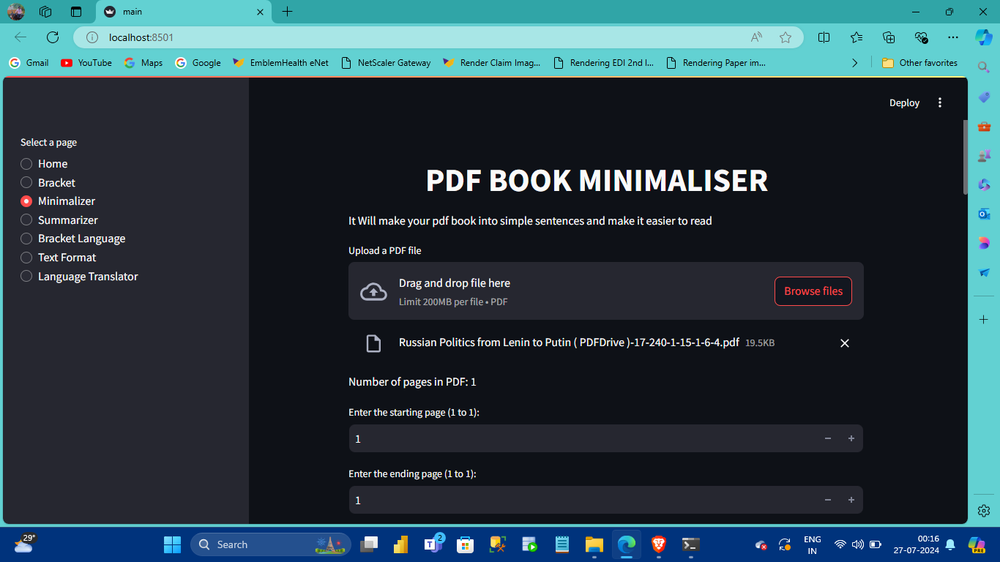 main
localhost:8501
Gmail
YouTube
Maps
Google
EmblemHealth eNet
NetScaler Gateway
Render Claim Imag...
Rendering EDI 2nd I...
Rendering Paper im...
Other favorites
Deploy
Select a page
Home
Bracket
Minimalizer
Summarizer
Bracket Language
Text Format
Language Translator
PDF BOOK MINIMALISER
It Will make your pdf book into simple sentences and make it easier to read
Upload a PDF file
Drag and drop file here
Limit 200MB per file • PDF
Browse files
Russian Politics from Lenin to Putin ( PDFDrive )-17-240-1-15-1-6-4.pdf 19.5KB
Number of pages in PDF: 1
Enter the starting page (1 to 1):
1
Enter the ending page (1 to 1):
1
29°
Search
2
ENG
IN
00:16
27-07-2024
PRE